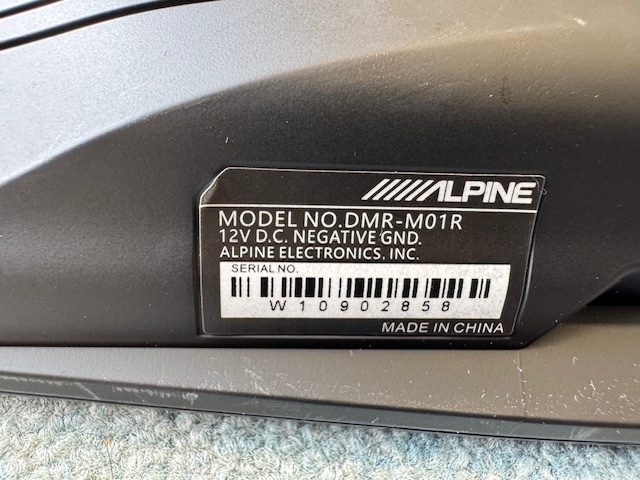 ALPINE
MODEL NO.DMR-M01R
12V D.C. NEGATIVE GND.
ALPINE ELECTRONICS, INC.
SERIAL NO.
W10902858
MADE IN CHINA